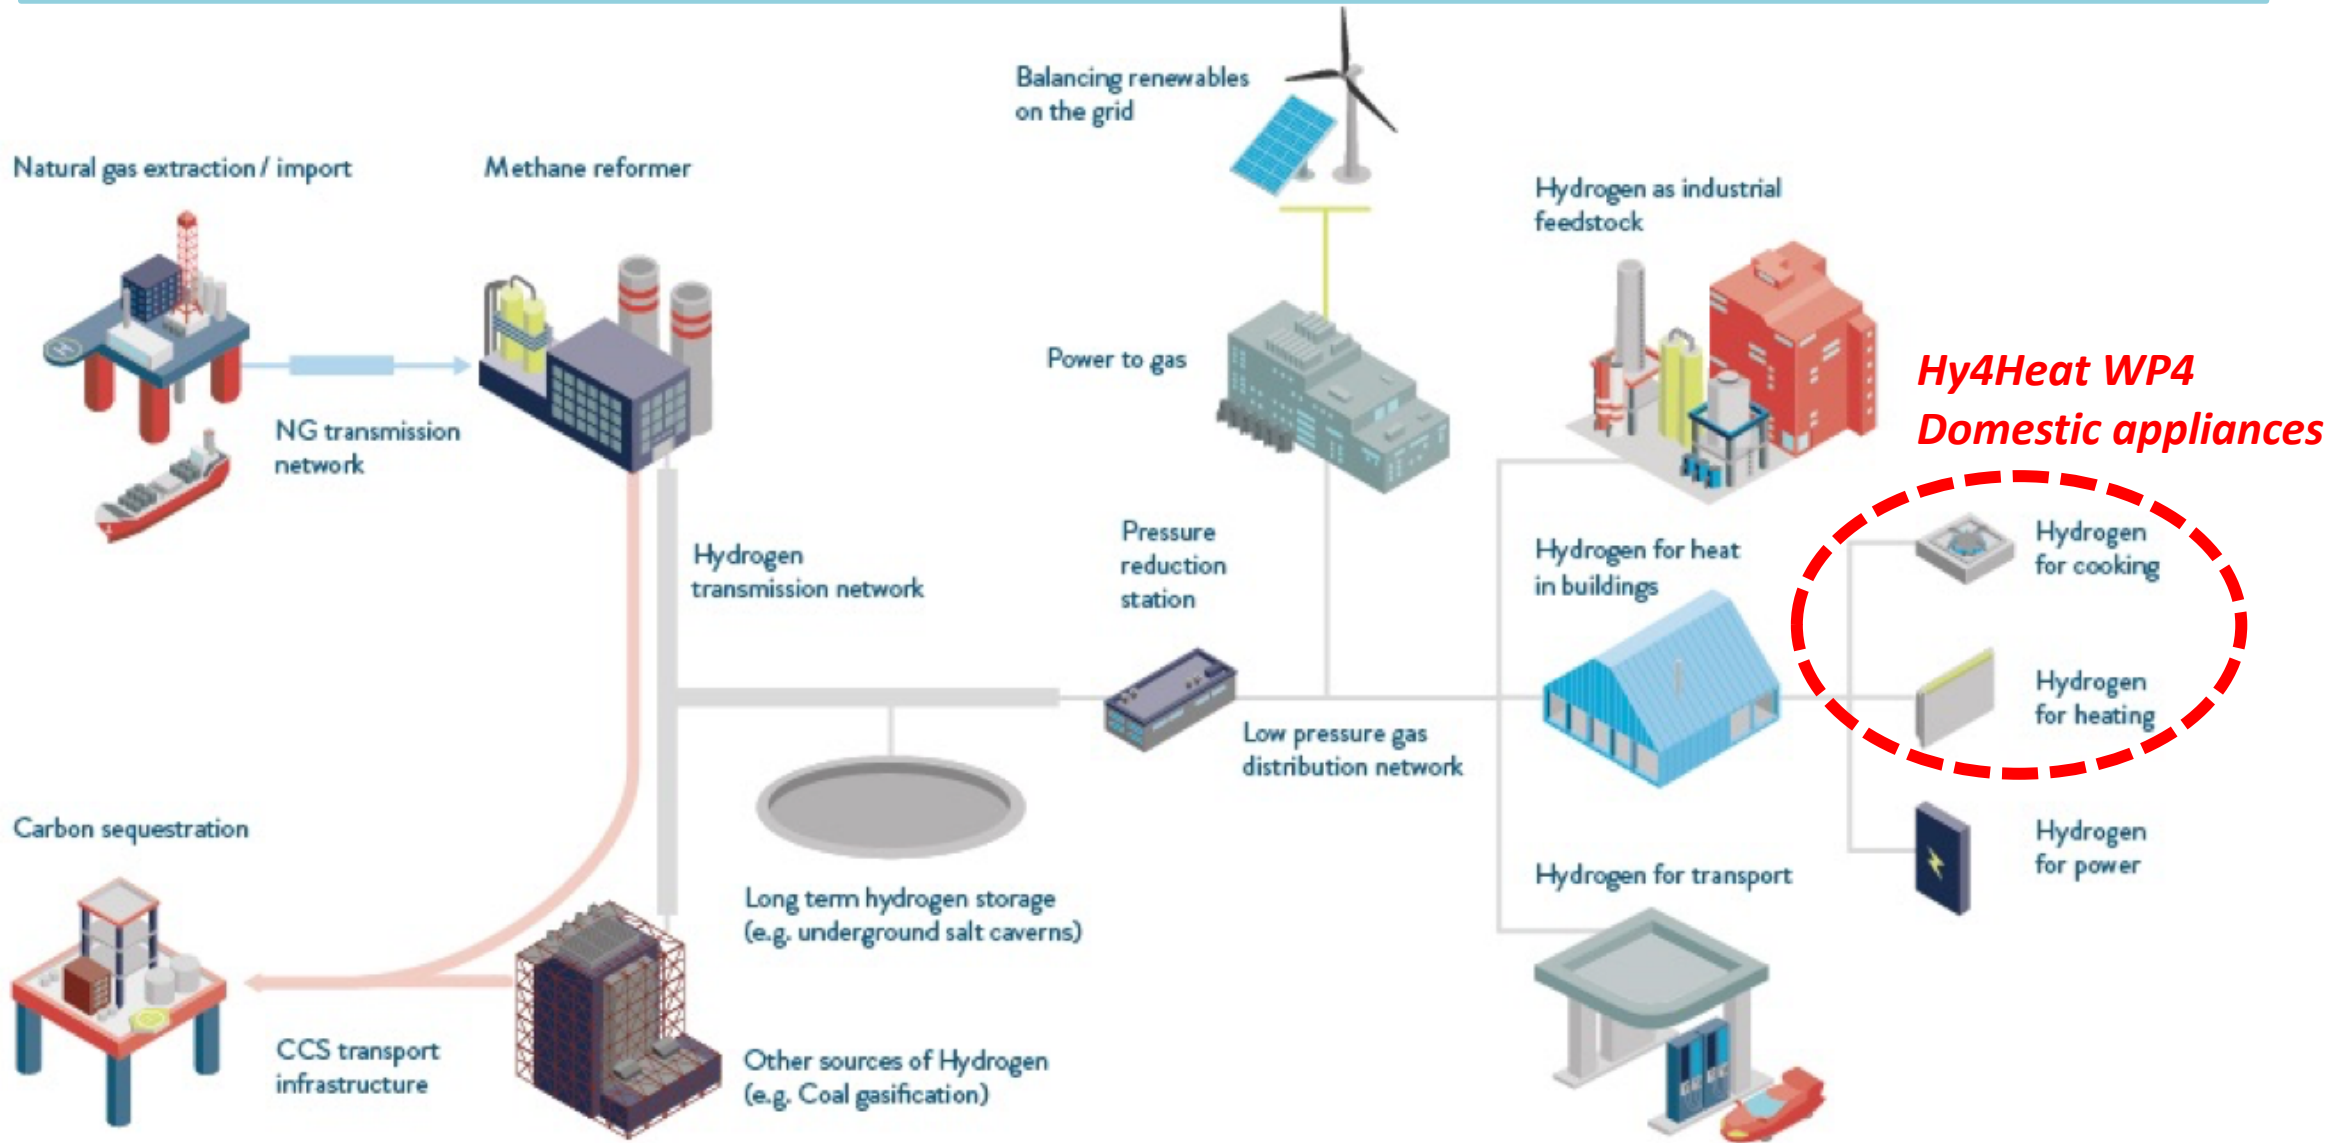 Balancing renewables
on the grid
Natural gas extraction / import
Methane reformer
Hydrogen as industrial
feedstock
Power to gas
Hy4Heat WP4
Domestic appliances
NG transmission
network
Pressure
reduction
station
Hydrogen
transmission network
Hydrogen for heat
in buildings
Hydrogen
for cooking
Hydrogen
for heating
Low pressure gas
distribution network
Carbon sequestration
Hydrogen
for power
Long term hydrogen storage
(e.g. underground salt caverns)
Hydrogen for transport
CCS transport
infrastructure
Other sources of Hydrogen
(e.g. Coal gasification)